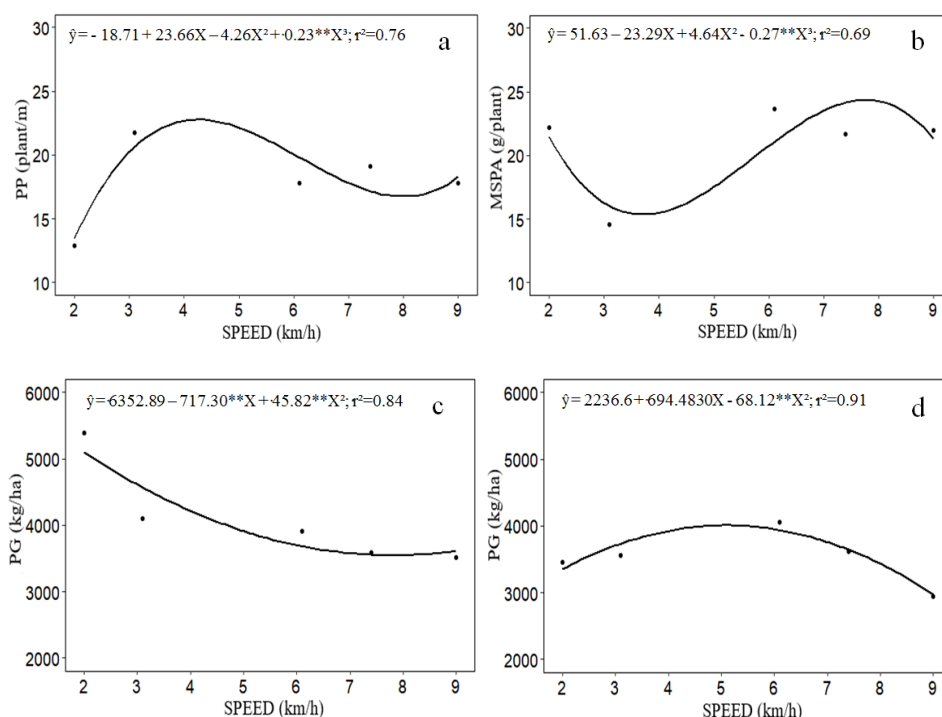 ŷ= - 18.71 + 23.66X – 4.26X² + 0.23**X³; r²=0.76
a
30
25
20
15
10
PP (plant/m)
2 3 4 5 6 7 8 9
SPEED (km/h)
ŷ= 51.63 – 23.29X + 4.64X² - 0.27**X³; r²=0.69
b
30
25
20
15
10
MSPA (g/plant)
2 3 4 5 6 7 8 9
SPEED (km/h)
ŷ= 6352.89 – 717.30**X + 45.82**X²; r²=0.84
c
6000
5000
4000
3000
2000
PG (kg/ha)
2 3 4 5 6 7 8 9
SPEED (km/h)
ŷ= 2236.6 + 694.4830X - 68.12**X²; r²=0.91
d
6000
5000
4000
3000
2000
PG (kg/ha)
2 3 4 5 6 7 8 9
SPEED (km/h)